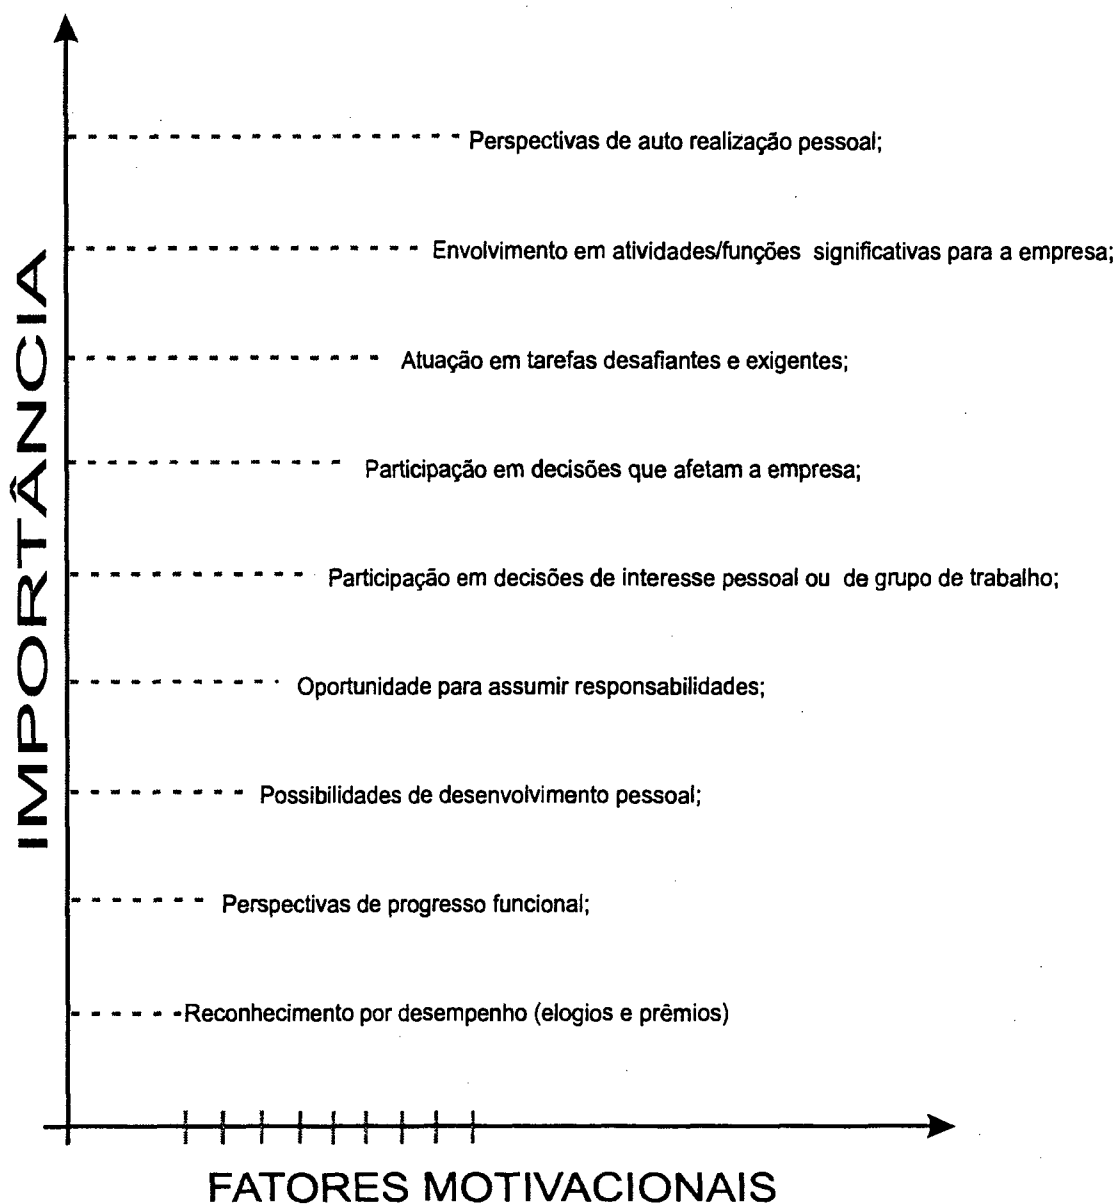 Perspectivas de auto realização pessoal;
Envolvimento em atividades/funções significativas para a empresa;
Atuação em tarefas desafiantes e exigentes;
Participação em decisões que afetam a empresa;
Participação em decisões de interesse pessoal ou de grupo de trabalho;
Oportunidade para assumir responsabilidades;
Possibilidades de desenvolvimento pessoal;
Perspectivas de progresso funcional;
Reconhecimento por desempenho (elogios e prêmios)
IMPORTÂNCIA
FATORES MOTIVACIONAIS